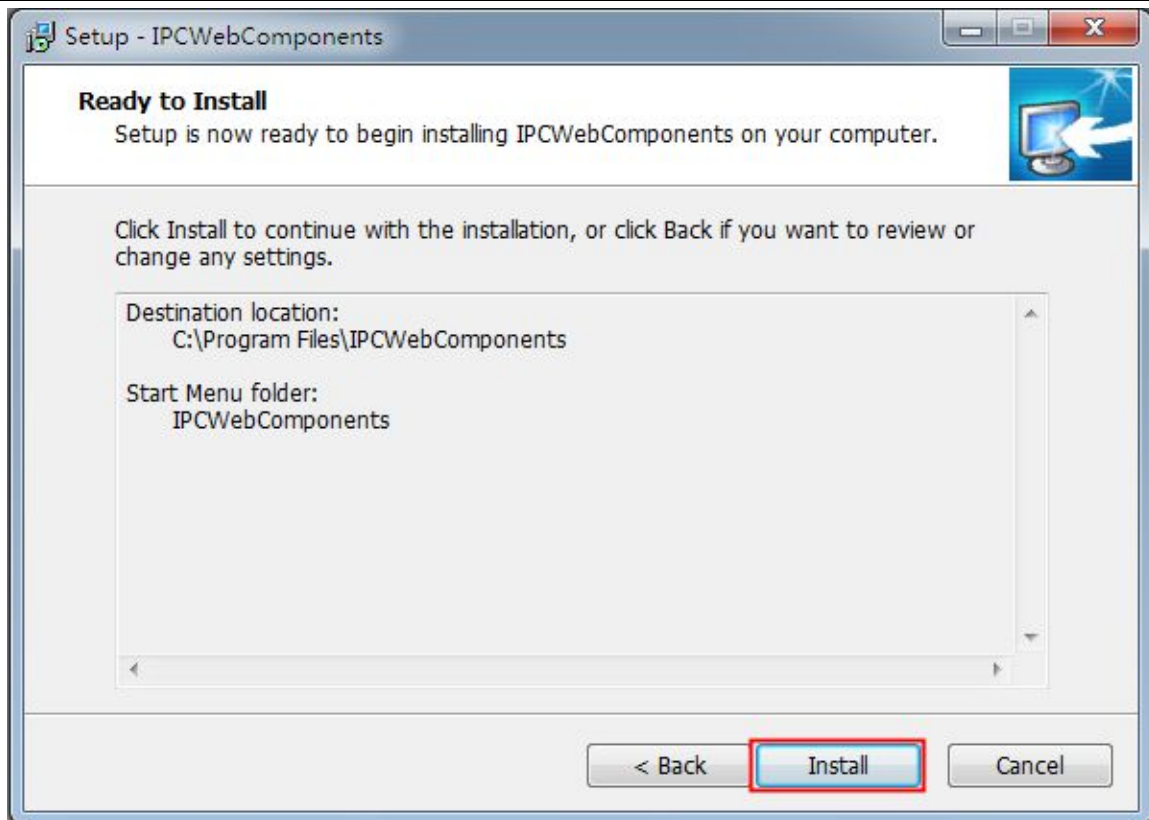 Setup - IPCWebComponents
Ready to Install
Setup is now ready to begin installing IPCWebComponents on your computer.
Click Install to continue with the installation, or click Back if you want to review or
change any settings.
Destination location:
C:\Program Files\IPCWebComponents
Start Menu folder:
IPCWebComponents
< Back
Install
Cancel